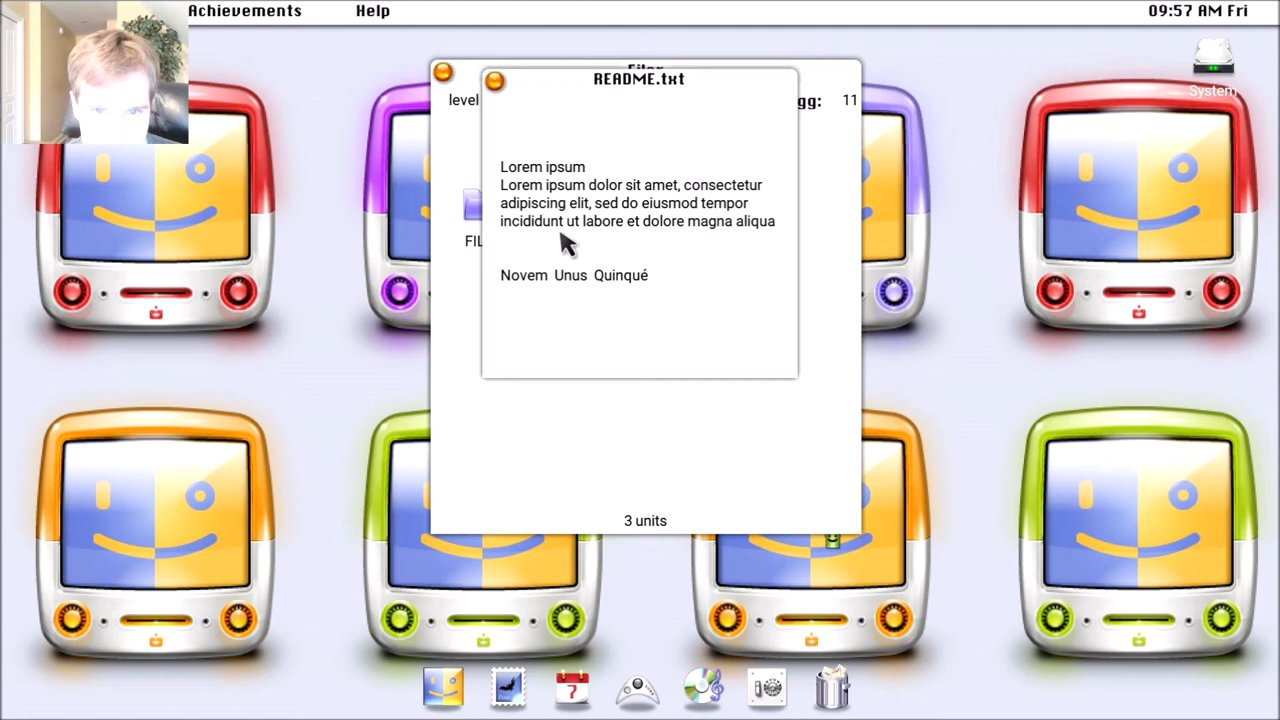 Achievements Help 09:57 AM Fri
System
README.txt
level
gg: 11
Lorem ipsum
Lorem ipsum dolor sit amet, consectetur
adipiscing elit, sed do eiusmod tempor
incididunt ut labore et dolore magna aliqua
FIL
Novem Unus Quinqué
3 units
7